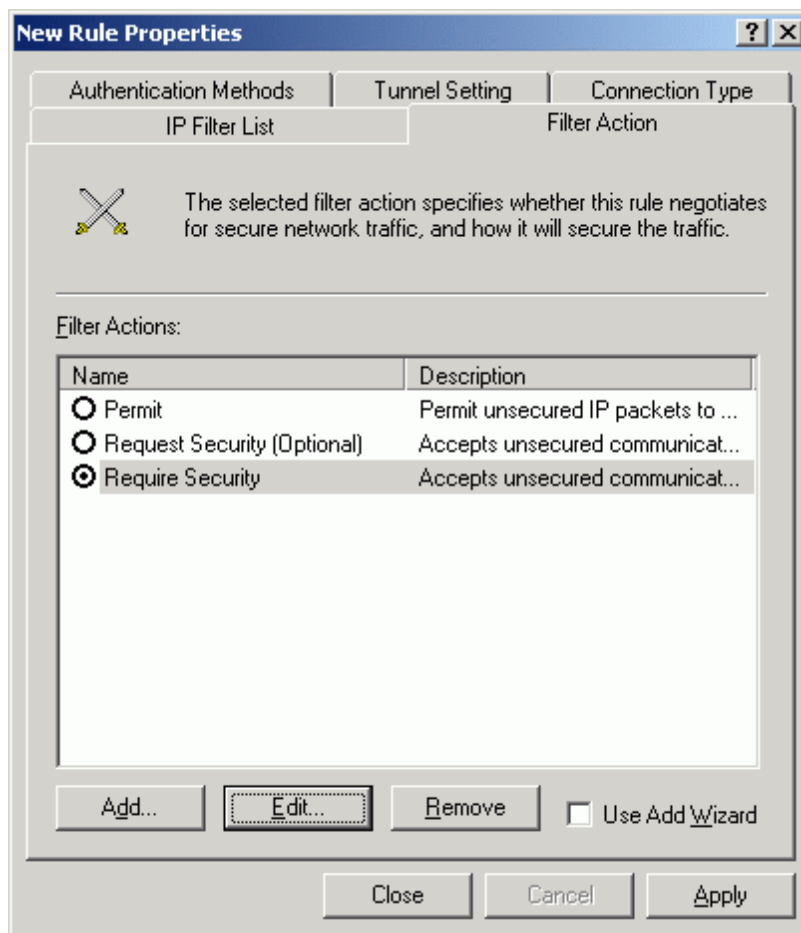 New Rule Properties
Authentication Methods Tunnel Setting Connection Type
IP Filter List Filter Action
The selected filter action specifies whether this rule negotiates
for secure network traffic, and how it will secure the traffic.
Filter Actions:
Name Description
Permit Permit unsecured IP packets to ...
Request Security (Optional) Accepts unsecured communicat...
Require Security Accepts unsecured communicat...
Add... Edit... Remove Use Add Wizard
Close Cancel Apply